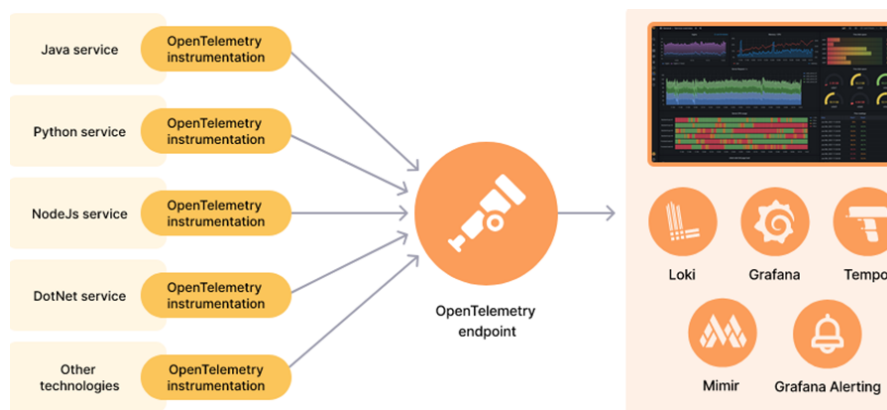 Java service
OpenTelemetry
instrumentation
Python service
OpenTelemetry
instrumentation
NodeJs service
OpenTelemetry
instrumentation
DotNet service
OpenTelemetry
instrumentation
Other
technologies
OpenTelemetry
instrumentation
OpenTelemetry
endpoint
Loki
Grafana
Tempo
Mimir
Grafana Alerting